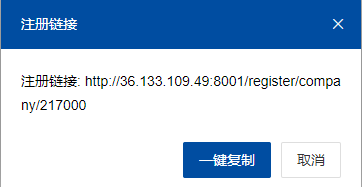 注册链接
注册链接: http://36.133.109.49:8001/register/compa
ny/217000
一键复制
取消